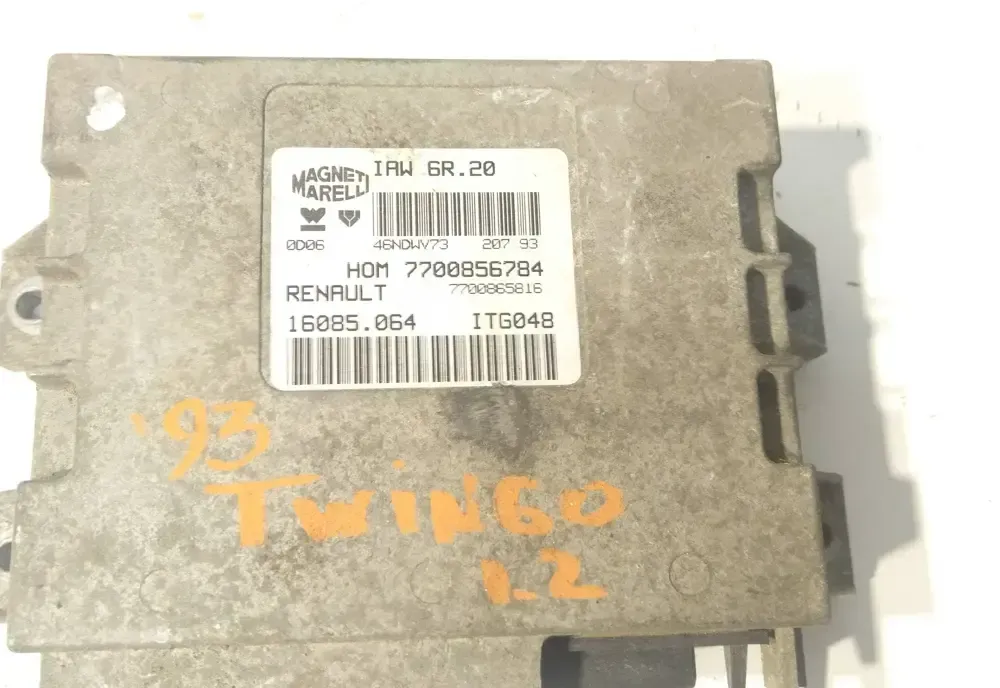 MAGNETI
MARELLI
IAW 6R.20
0D06 46NDWV73 207 93
HOM 7700856784
RENAULT 7700865816
16085.064 ITG048
'93
TWINGO
1.2